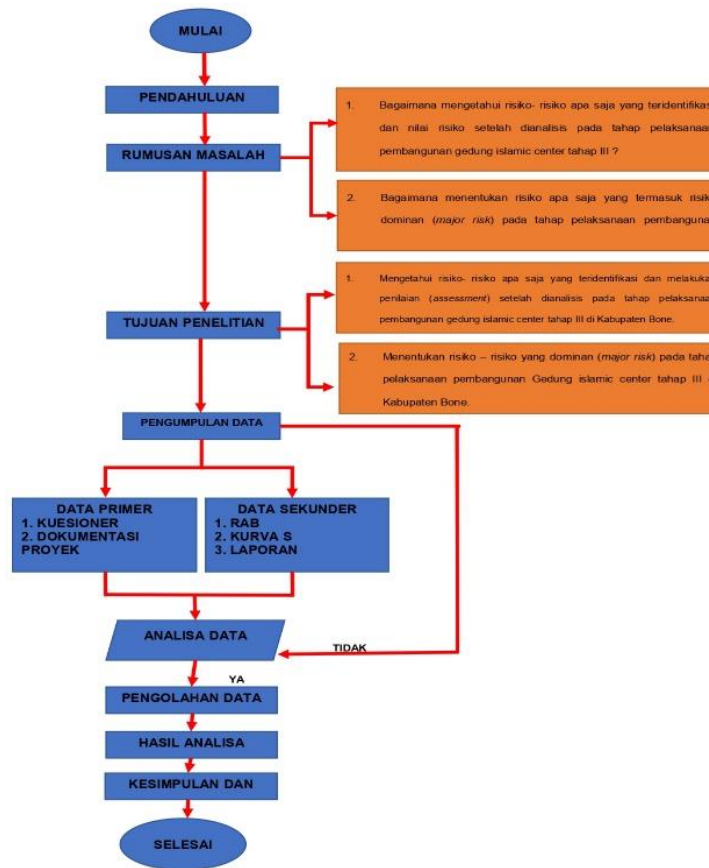 MULAI
PENDAHULUAN
RUMUSAN MASALAH
1. Bagaimana mengetahui risiko- risiko apa saja yang teridentifikas
dan nilai risiko setelah dianalisis pada tahap pelaksanaa
pembangunan gedung islamic center tahap III ?
2. Bagaimana menentukan risiko apa saja yang termasuk risik
dominan (major risk) pada tahap pelaksanaan pembanguna
TUJUAN PENELITIAN
1. Mengetahui risiko- risiko apa saja yang teridentifikasi dan melakuka
penilaian (assessment) setelah dianalisis pada tahap pelaksanaa
pembangunan gedung islamic center tahap III di Kabupaten Bone.
2. Menentukan risiko – risiko yang dominan (major risk) pada taha
pelaksanaan pembangunan Gedung islamic center tahap III
Kabupaten Bone.
PENGUMPULAN DATA
DATA PRIMER
1. KUESIONER
2. DOKUMENTASI
PROYEK
DATA SEKUNDER
1. RAB
2. KURVA S
3. LAPORAN
ANALISA DATA
TIDAK
YA
PENGOLAHAN DATA
HASIL ANALISA
KESIMPULAN DAN
SELESAI